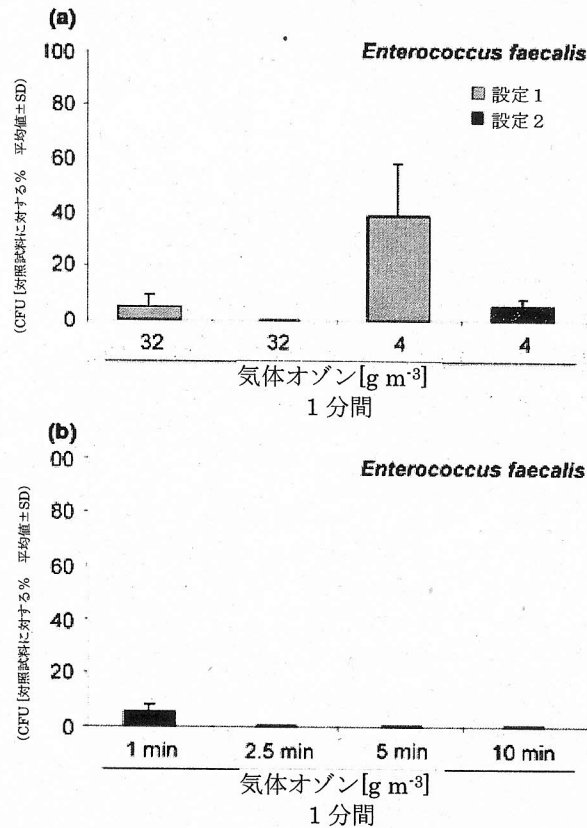 (a)
100
80
60
40
20
0
(CFU [対照試料に対する% 平均値±SD)
Enterococcus faecalis
設定1
設定2
32 32 4 4
気体オゾン[g m⁻³]
1分間
(b)
00
80
60
40
20
0
(CFU [対照試料に対する% 平均値±SD)
Enterococcus faecalis
1 min 2.5 min 5 min 10 min
気体オゾン[g m⁻³]
1分間